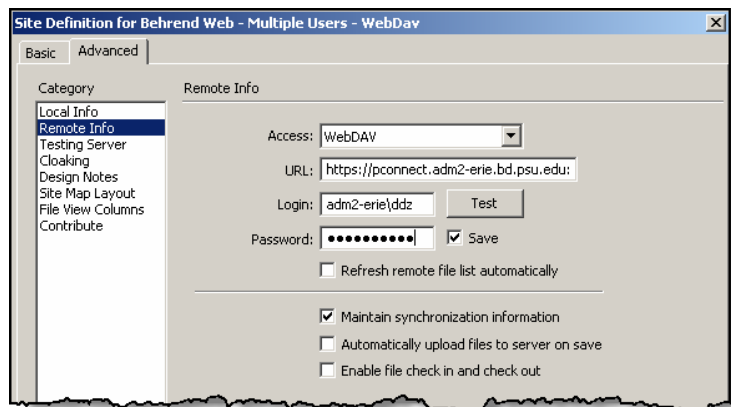 Site Definition for Behrend Web - Multiple Users - WebDav
Basic Advanced
Category
Local Info
Remote Info
Testing Server
Cloaking
Design Notes
Site Map Layout
File View Columns
Contribute
Remote Info
Access: WebDAV
URL: https://pconnect.adm2-erie.bd.psu.edu:
Login: adm2-erie\ddz Test
Password: ●●●●●●●●●● Save
Refresh remote file list automatically
Maintain synchronization information
Automatically upload files to server on save
Enable file check in and check out